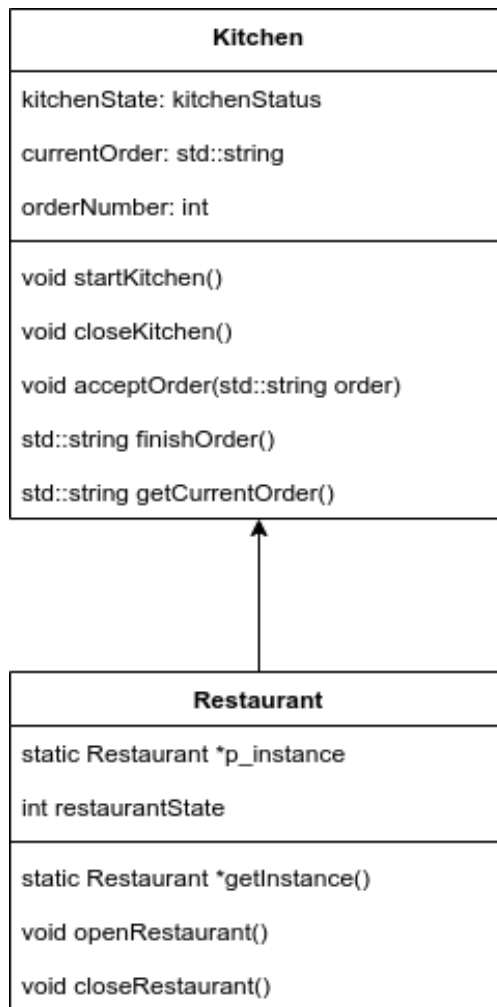 Kitchen
kitchenState: kitchenStatus
currentOrder: std::string
orderNumber: int
void startKitchen()
void closeKitchen()
void acceptOrder(std::string order)
std::string finishOrder()
std::string getCurrentOrder()
Restaurant
static Restaurant *p_instance
int restaurantState
static Restaurant *getInstance()
void openRestaurant()
void closeRestaurant()